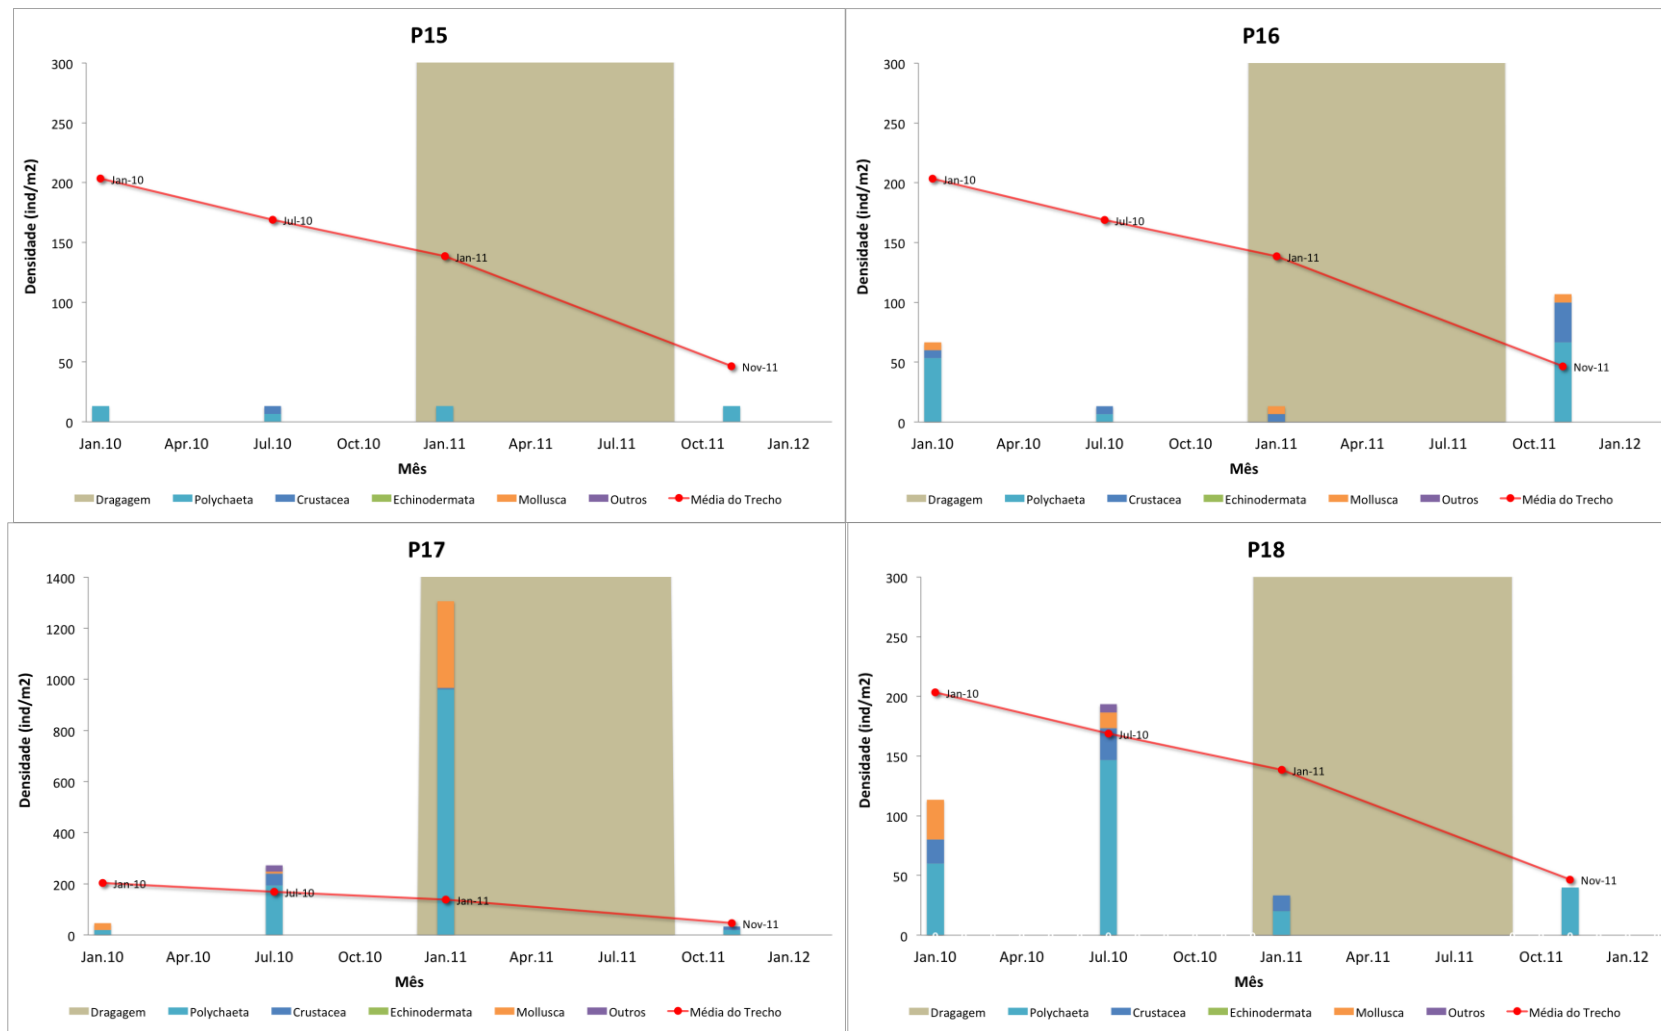 P15
300
250
200
150
100
50
0
Densidade (ind/m2)
Jan-10
Jul-10
Jan-11
Nov-11
Jan.10 Apr.10 Jul.10 Oct.10 Jan.11 Apr.11 Jul.11 Oct.11 Jan.12
Mês
Dragagem Polychaeta Crustacea Echinodermata Mollusca Outros Média do Trecho
P16
300
250
200
150
100
50
0
Densidade (ind/m2)
Jan-10
Jul-10
Jan-11
Nov-11
Jan.10 Apr.10 Jul.10 Oct.10 Jan.11 Apr.11 Jul.11 Oct.11 Jan.12
Mês
Dragagem Polychaeta Crustacea Echinodermata Mollusca Outros Média do Trecho
P17
1400
1200
1000
800
600
400
200
0
Densidade (ind/m2)
Jan-10
Jul-10
Jan-11
Nov-11
Jan.10 Apr.10 Jul.10 Oct.10 Jan.11 Apr.11 Jul.11 Oct.11 Jan.12
Mês
Dragagem Polychaeta Crustacea Echinodermata Mollusca Outros Média do Trecho
P18
300
250
200
150
100
50
0
Densidade (ind/m2)
Jan-10
Jul-10
Jan-11
Nov-11
Jan.10 Apr.10 Jul.10 Oct.10 Jan.11 Apr.11 Jul.11 Oct.11 Jan.12
Mês
Dragagem Polychaeta Crustacea Echinodermata Mollusca Outros Média do Trecho